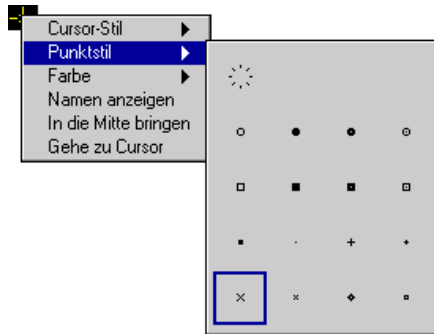 Cursor-Stil
Punktstil
Farbe
Namen anzeigen
In die Mitte bringen
Gehe zu Cursor